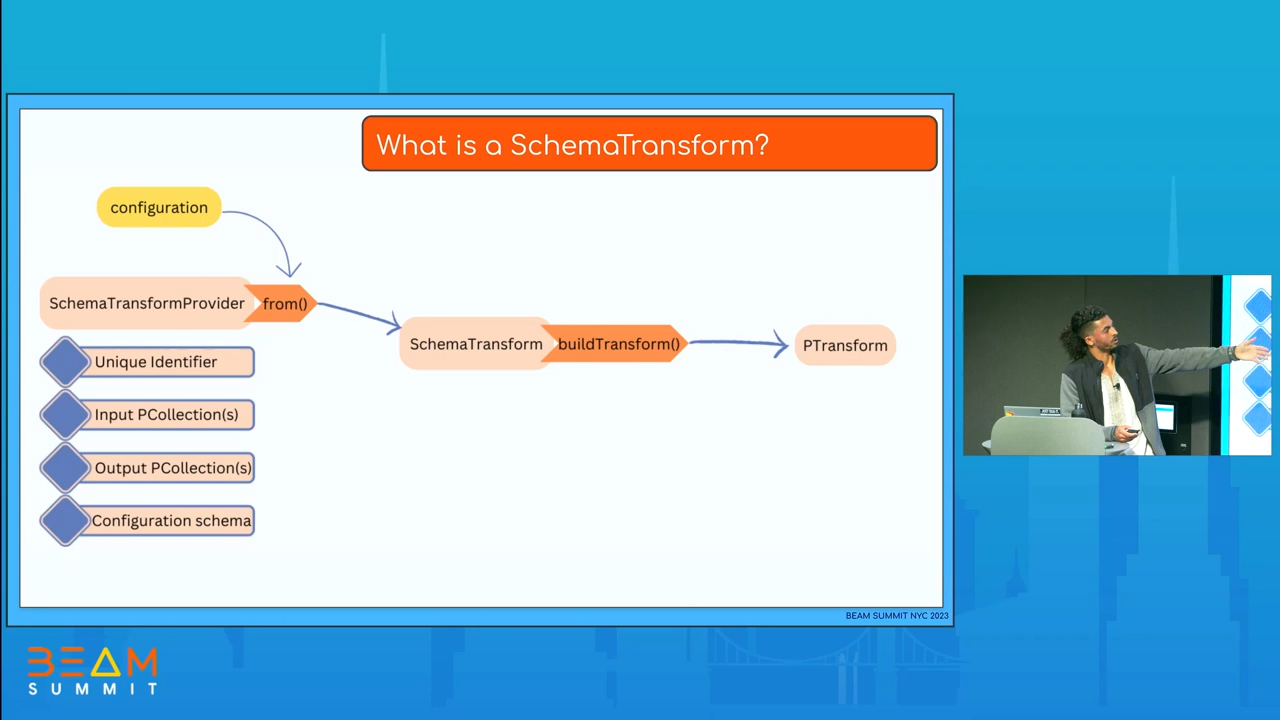 What is a SchemaTransform?
configuration
SchemaTransformProvider
from()
SchemaTransform
buildTransform()
PTransform
Unique Identifier
Input PCollection(s)
Output PCollection(s)
Configuration schema
BEAM SUMMIT NYC 2023
BEAM
SUMMIT